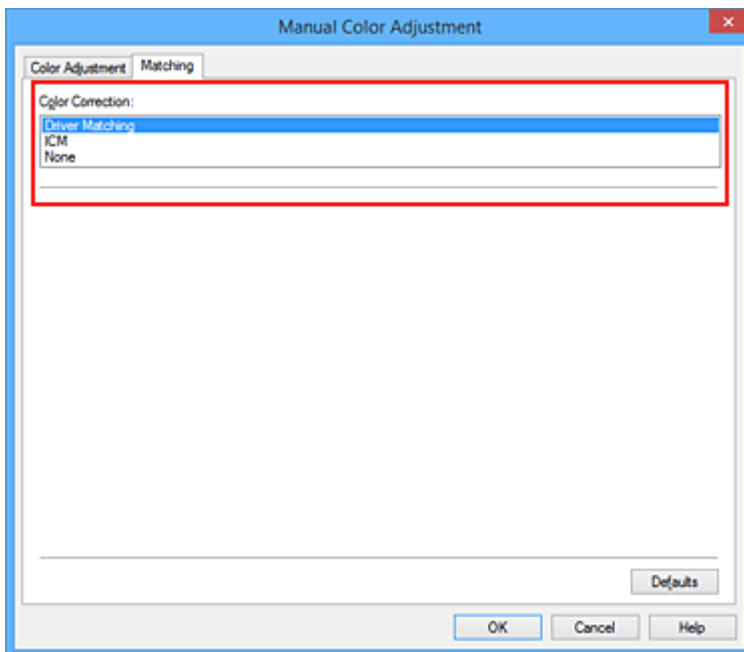 Manual Color Adjustment
Color Adjustment Matching
Color Correction:
Driver Matching
ICM
None
Defaults
OK Cancel Help